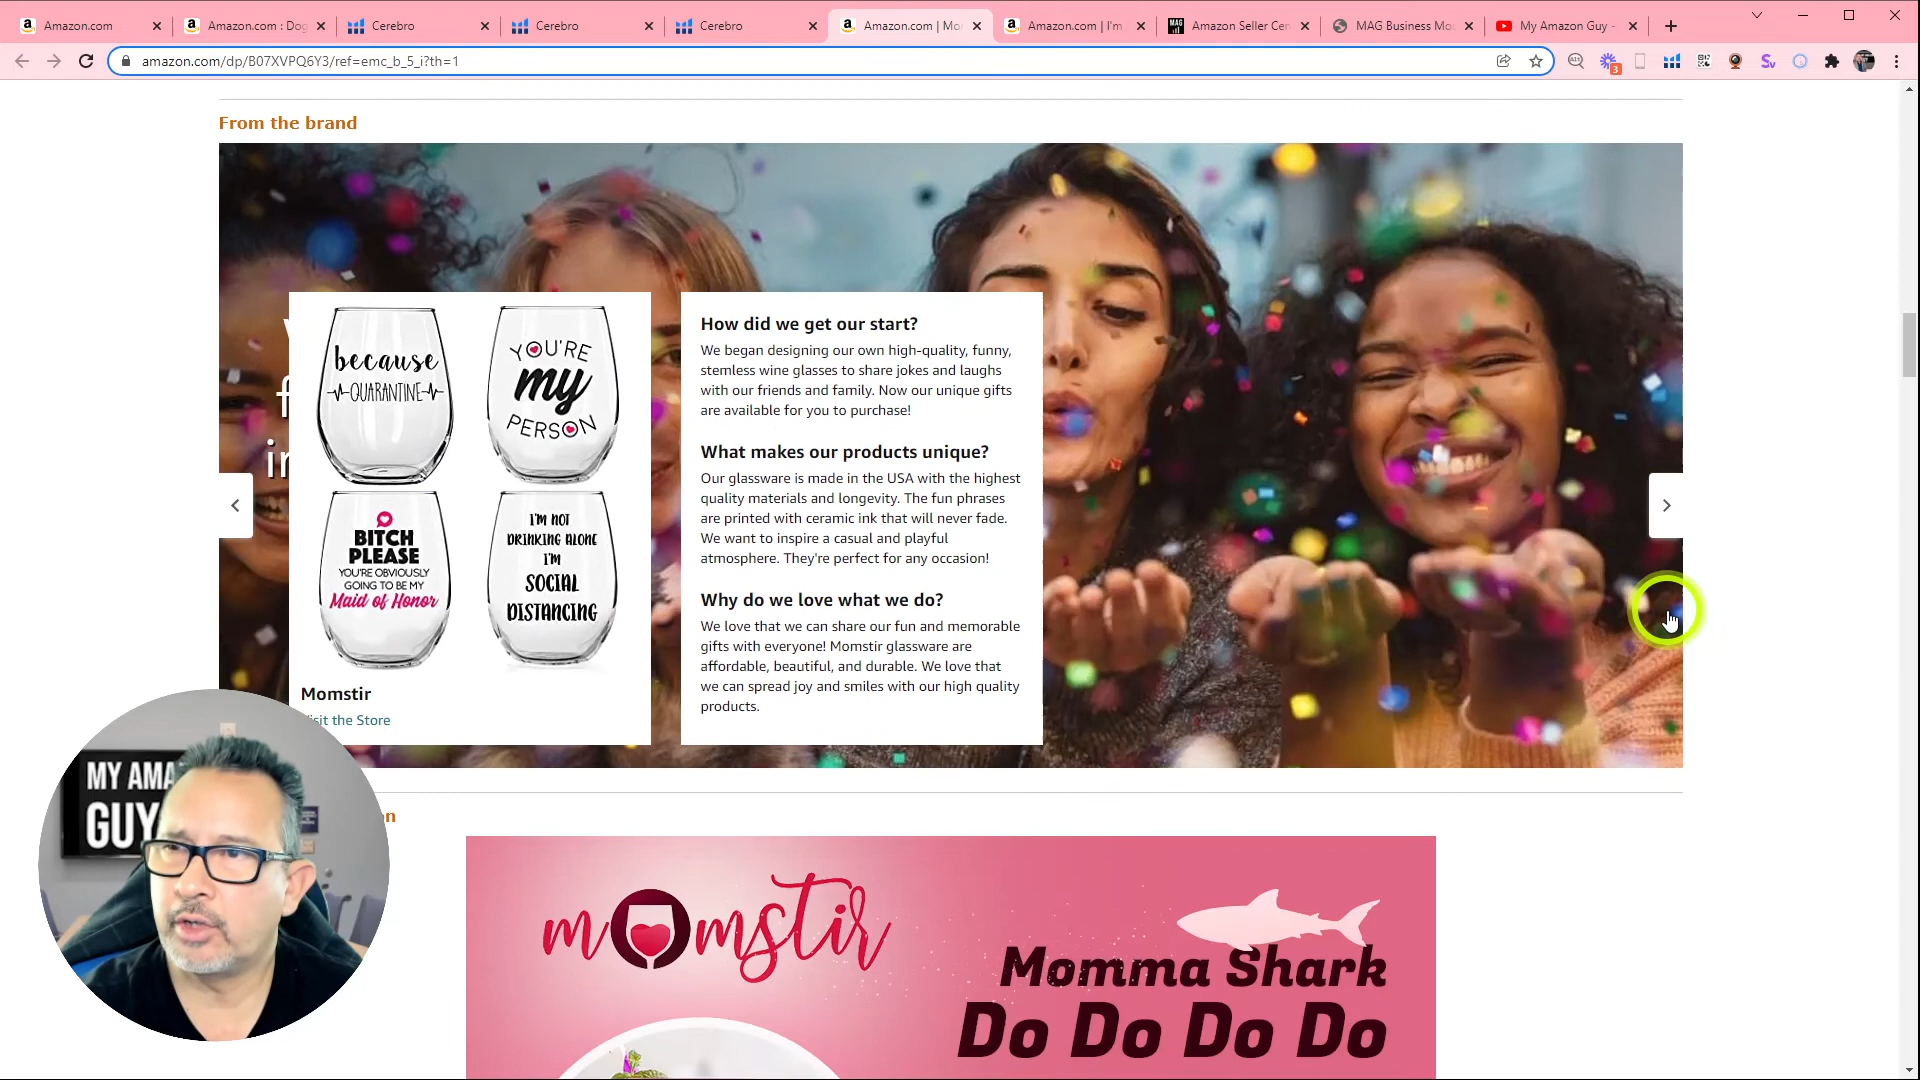 Amazon.com
Amazon.com : Dog
Cerebro
Cerebro
Cerebro
Amazon.com | Mo
Amazon.com | I'm
Amazon Seller Cen
MAG Business Mo
My Amazon Guy -
amazon.com/dp/B07XVPQ6Y3/ref=emc_b_5_i?th=1
3
From the brand
because
QUARANTINE
YOU'RE
my
PERSON
BITCH
PLEASE
YOU'RE OBVIOUSLY
GOING TO BE MY
Maid of Honor
I'M NOT
DRINKING ALONE
I'M
SOCIAL
DISTANCING
Momstir
isit the Store
How did we get our start?
We began designing our own high-quality, funny,
stemless wine glasses to share jokes and laughs
with our friends and family. Now our unique gifts
are available for you to purchase!
What makes our products unique?
Our glassware is made in the USA with the highest
quality materials and longevity. The fun phrases
are printed with ceramic ink that will never fade.
We want to inspire a casual and playful
atmosphere. They're perfect for any occasion!
Why do we love what we do?
We love that we can share our fun and memorable
gifts with everyone! Momstir glassware are
affordable, beautiful, and durable. We love that
we can spread joy and smiles with our high quality
products.
MY AMA
GUY
n
momstir
Momma Shark
Do Do Do Do